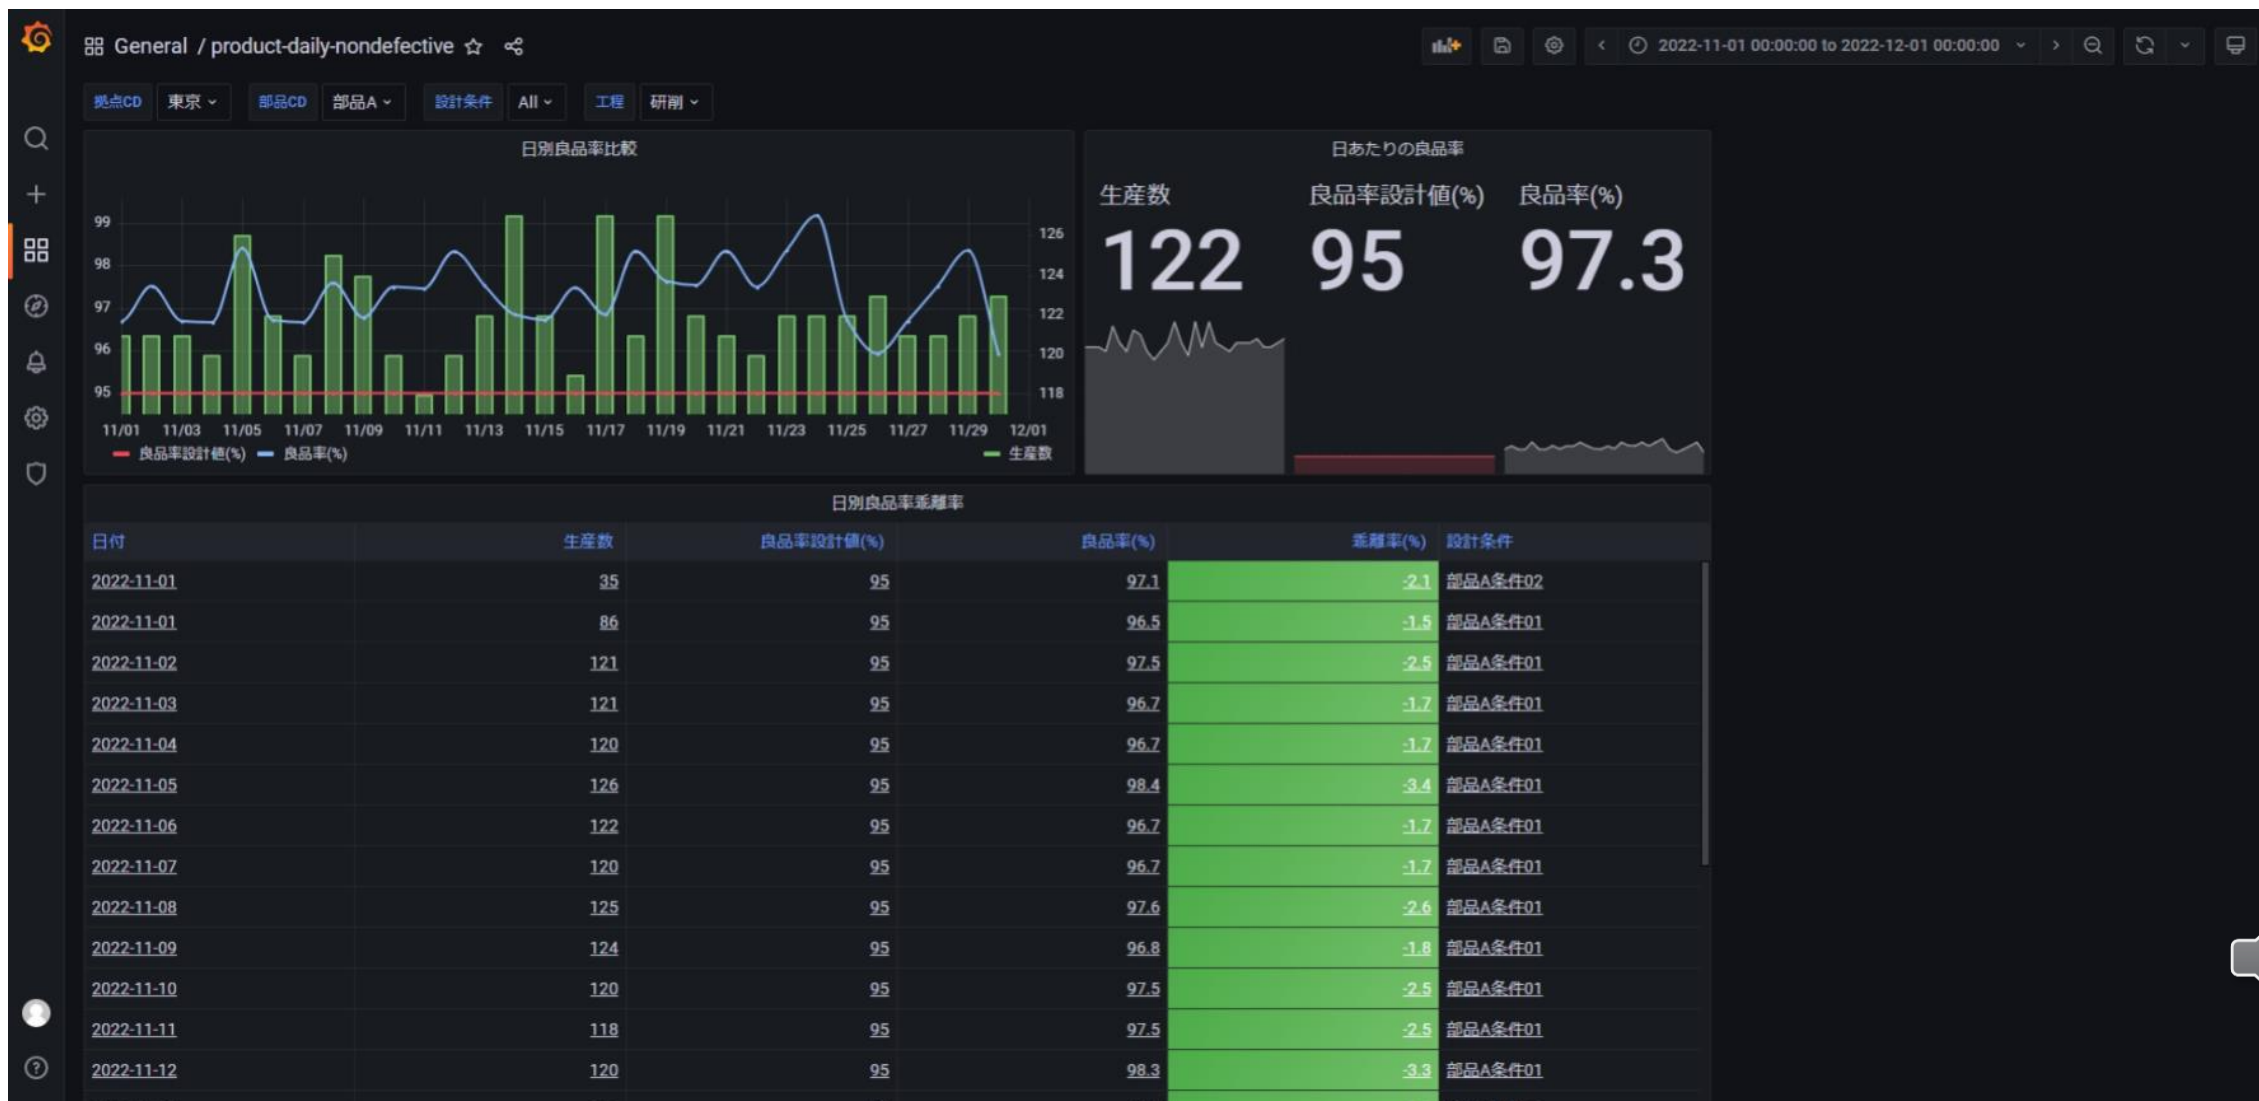 General / product-daily-nondefective
2022-11-01 00:00:00 to 2022-12-01 00:00:00
拠点CD 東京 部品CD 部品A 設計条件 All 工程 研削
日別良品率比較
99
98
97
96
95
126
124
122
120
118
11/01 11/03 11/05 11/07 11/09 11/11 11/13 11/15 11/17 11/19 11/21 11/23 11/25 11/27 11/29 12/01
良品率設計値(%) 良品率(%) 生産数
日あたりの良品率
生産数 良品率設計値(%) 良品率(%)
122 95 97.3
日別良品率乖離率
日付 生産数 良品率設計値(%) 良品率(%) 乖離率(%) 設計条件
2022-11-01 35 95 97.1 -2.1 部品A条件02
2022-11-01 86 95 96.5 -1.5 部品A条件01
2022-11-02 121 95 97.5 -2.5 部品A条件01
2022-11-03 121 95 96.7 -1.7 部品A条件01
2022-11-04 120 95 96.7 -1.7 部品A条件01
2022-11-05 126 95 98.4 -3.4 部品A条件01
2022-11-06 122 95 96.7 -1.7 部品A条件01
2022-11-07 120 95 96.7 -1.7 部品A条件01
2022-11-08 125 95 97.6 -2.6 部品A条件01
2022-11-09 124 95 96.8 -1.8 部品A条件01
2022-11-10 120 95 97.5 -2.5 部品A条件01
2022-11-11 118 95 97.5 -2.5 部品A条件01
2022-11-12 120 95 98.3 -3.3 部品A条件01